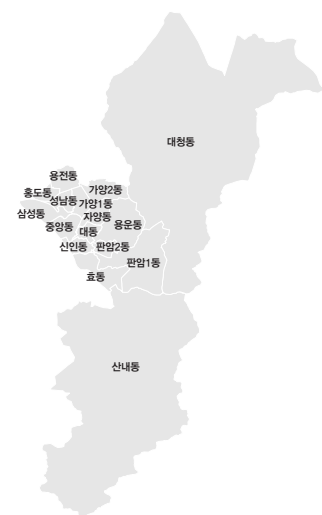 대청동
용전동
홍도동
성남동
가양2동
가양1동
삼성동
자양동
중앙동
대동
용운동
신인동
판암2동
판암1동
효동
산내동